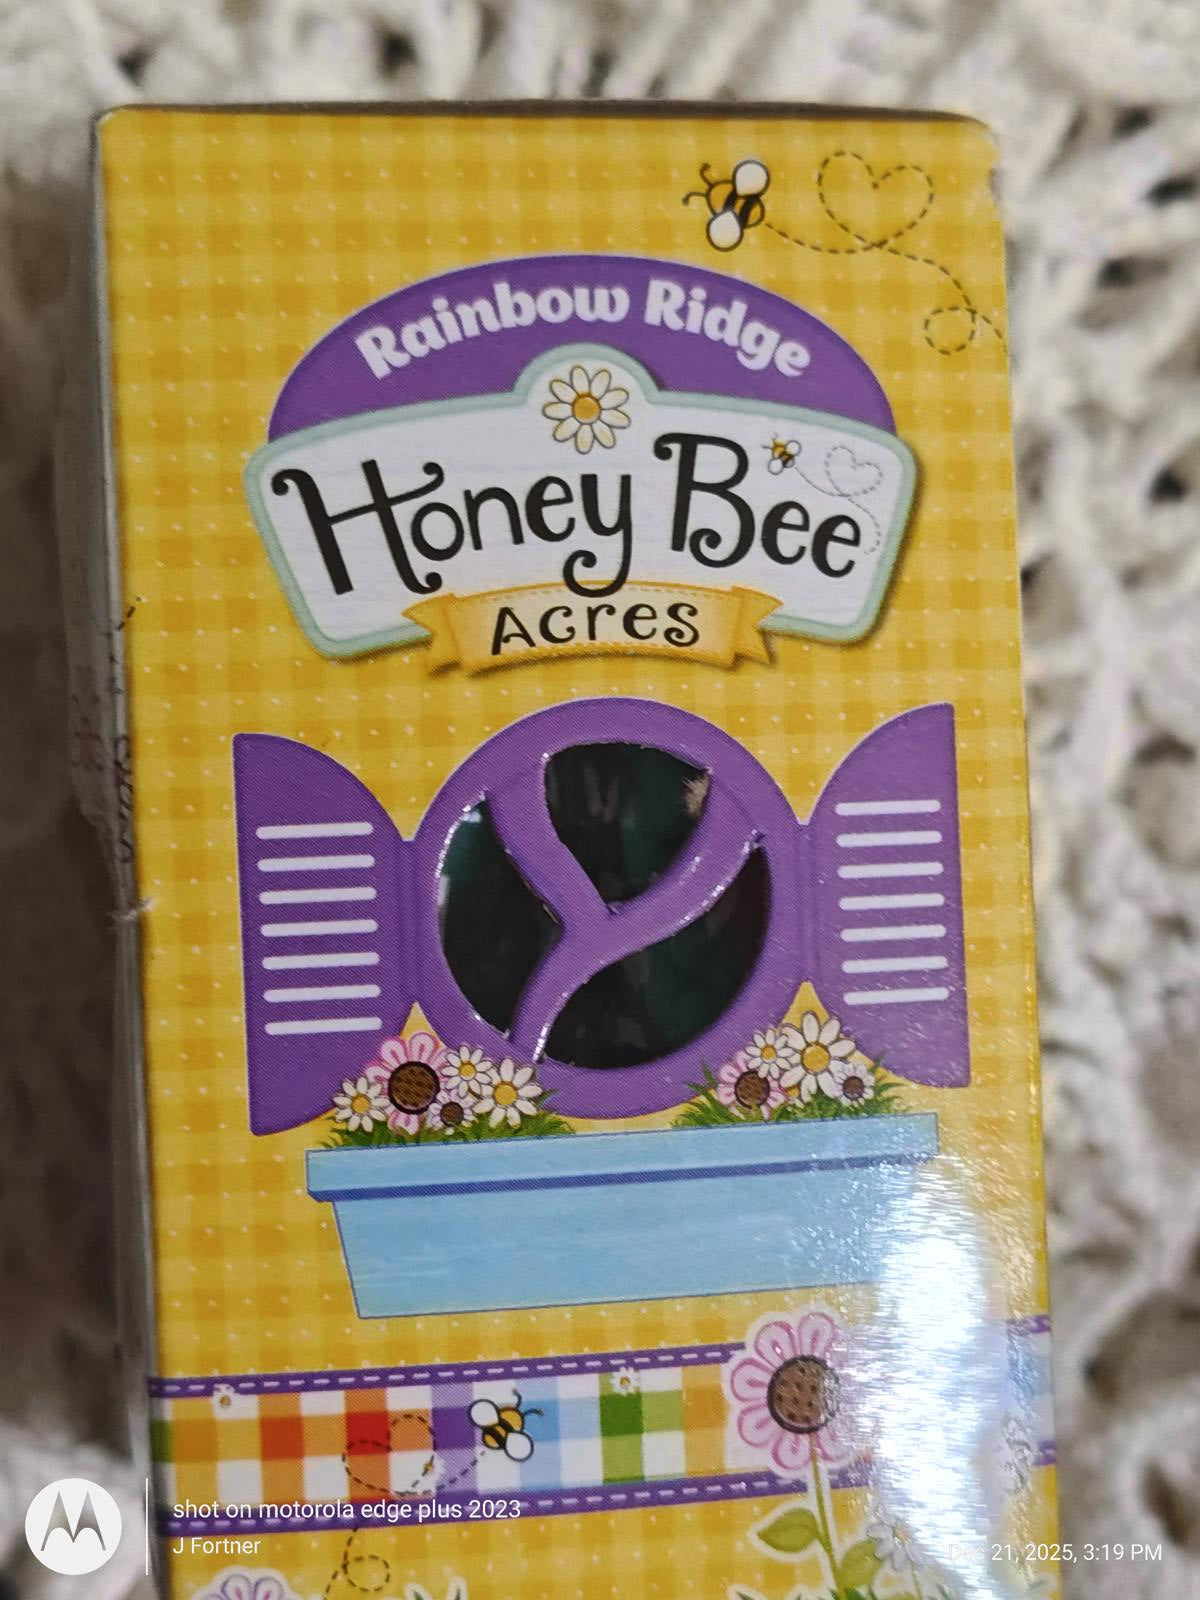 Rainbow Ridge
Honey Bee
Acres
shot on motorola edge plus 2023
J Fortner
Dec 21, 2025, 3:19 PM